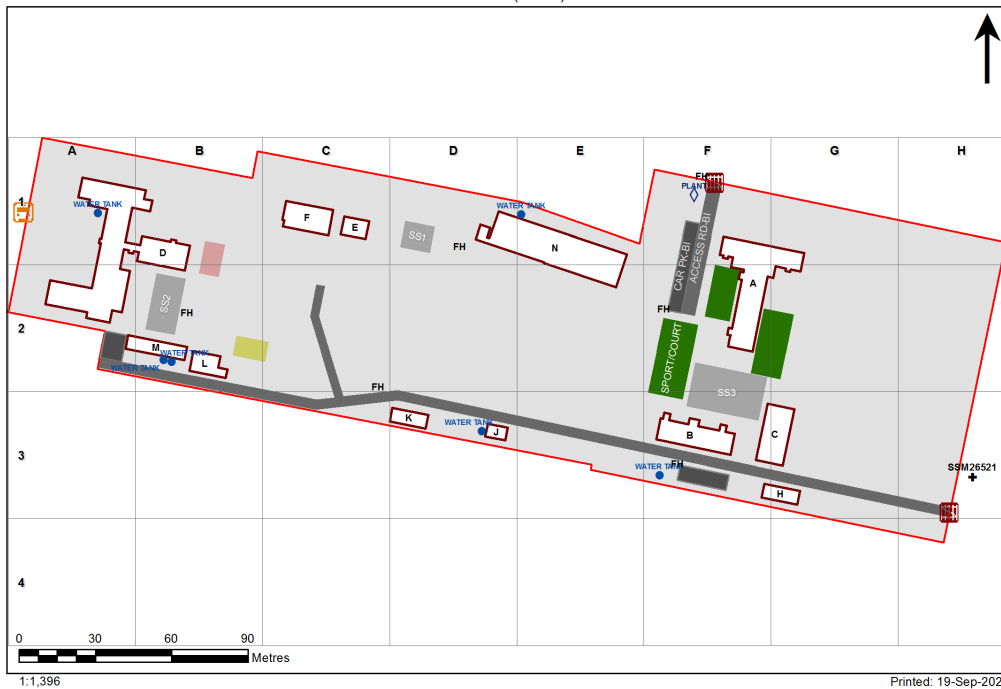 A B C D E F G H
1
FH
PLANT
WATER TANK
WATER TANK
F
E
SS1
FH
N
D
CAR PK-BI
ACCESS RD-BI
A
SS2
FH
FH
2
SPORT/COURT
M
WATER TANK
L
WATER TANK
FH
SS3
K
WATER TANK
J
B
C
3
WATER TANK
FH
SSM26521
H
4
0 30 60 90
Metres
1:1,396
Printed: 19-Sep-202